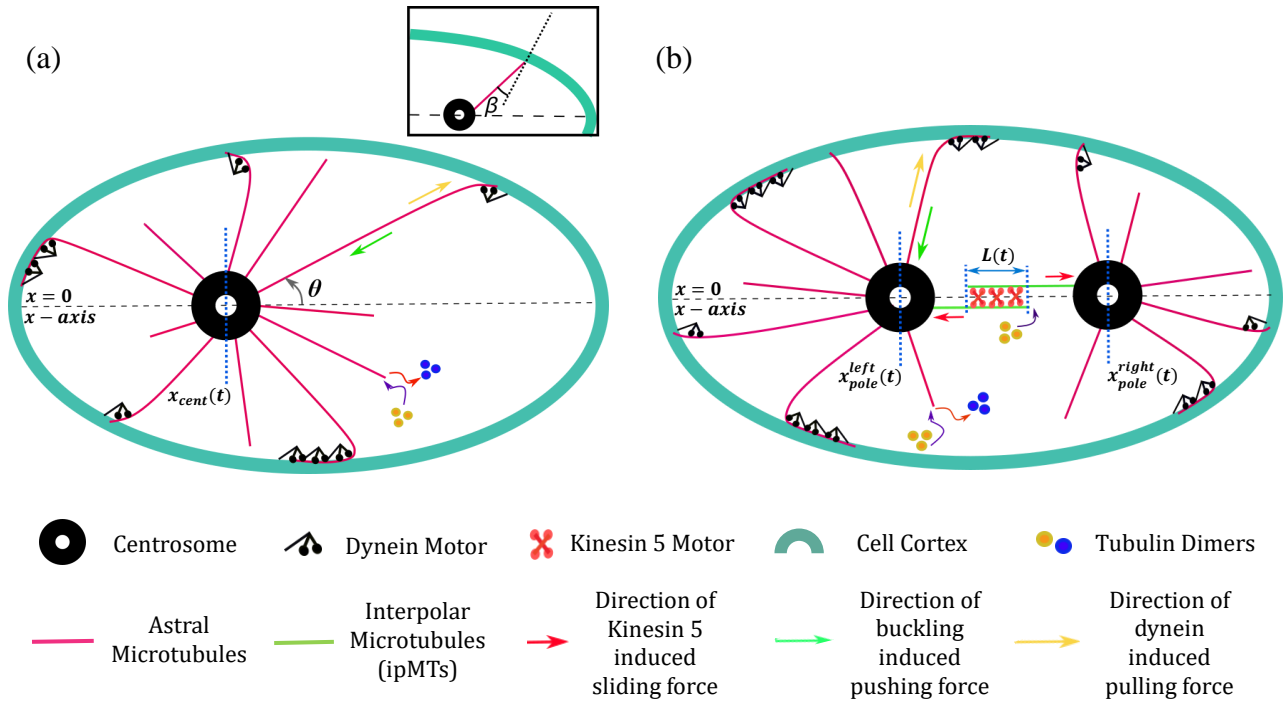 (a)
β
θ
x = 0
x − axis
x_cent(t)
(b)
L(t)
x = 0
x − axis
x_pole^left(t)
x_pole^right(t)
Centrosome
Dynein Motor
Kinesin 5 Motor
Cell Cortex
Tubulin Dimers
Astral
Microtubules
Interpolar
Microtubules
(ipMTs)
Direction of
Kinesin 5
induced
sliding force
Direction of
buckling
induced
pushing force
Direction of
dynein
induced
pulling force